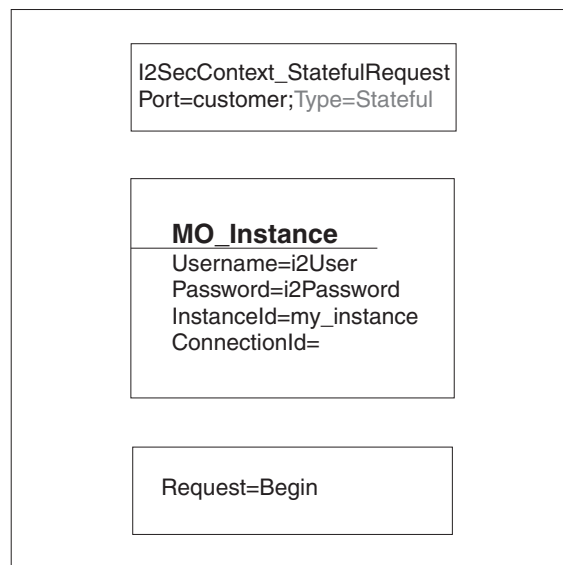 I2SecContext_StatefulRequest
Port=customer;Type=Stateful
MO_Instance
Username=i2User
Password=i2Password
InstanceId=my_instance
ConnectionId=
Request=Begin